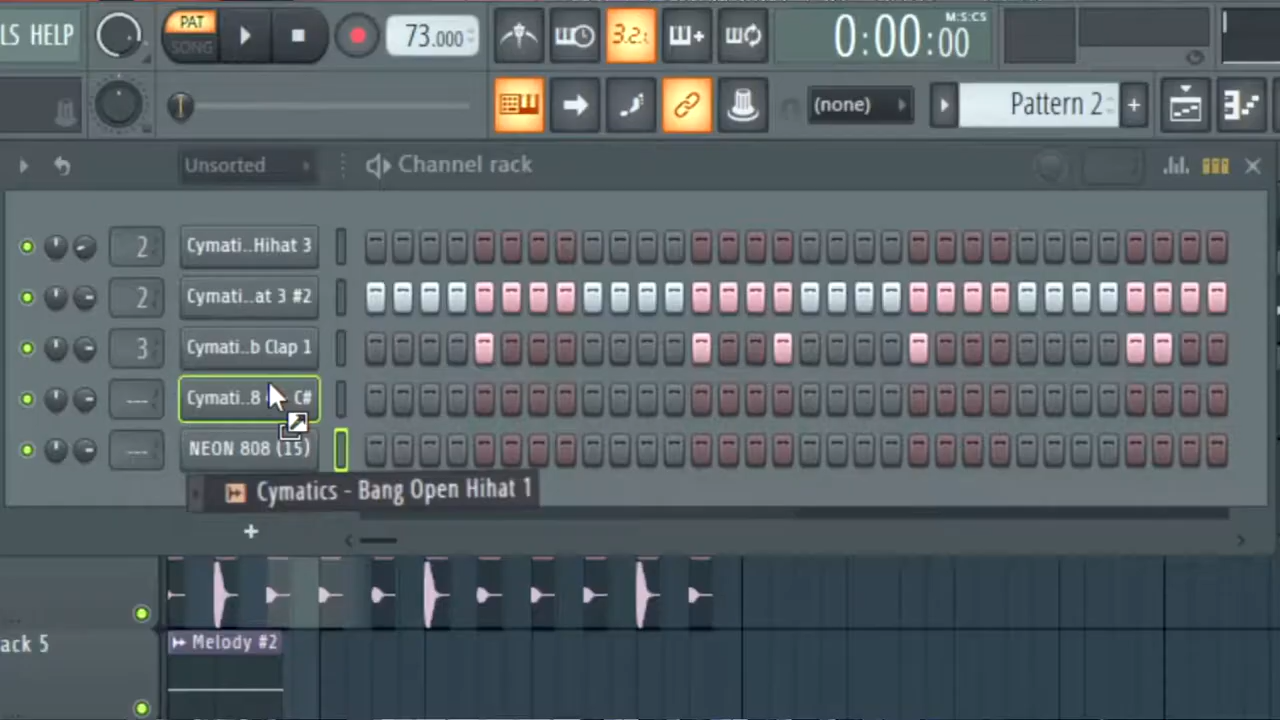 LS HELP
PAT
SONG
73.000
3.2:
0:00:00
M:S:CS
(none)
Pattern 2
+
Unsorted
Channel rack
2
Cymati..Hihat 3
2
Cymati..at 3 #2
3
Cymati..b Clap 1
---
Cymati..8
C#
---
NEON 808 (15)
Cymatics - Bang Open Hihat 1
+
ack 5
Melody #2